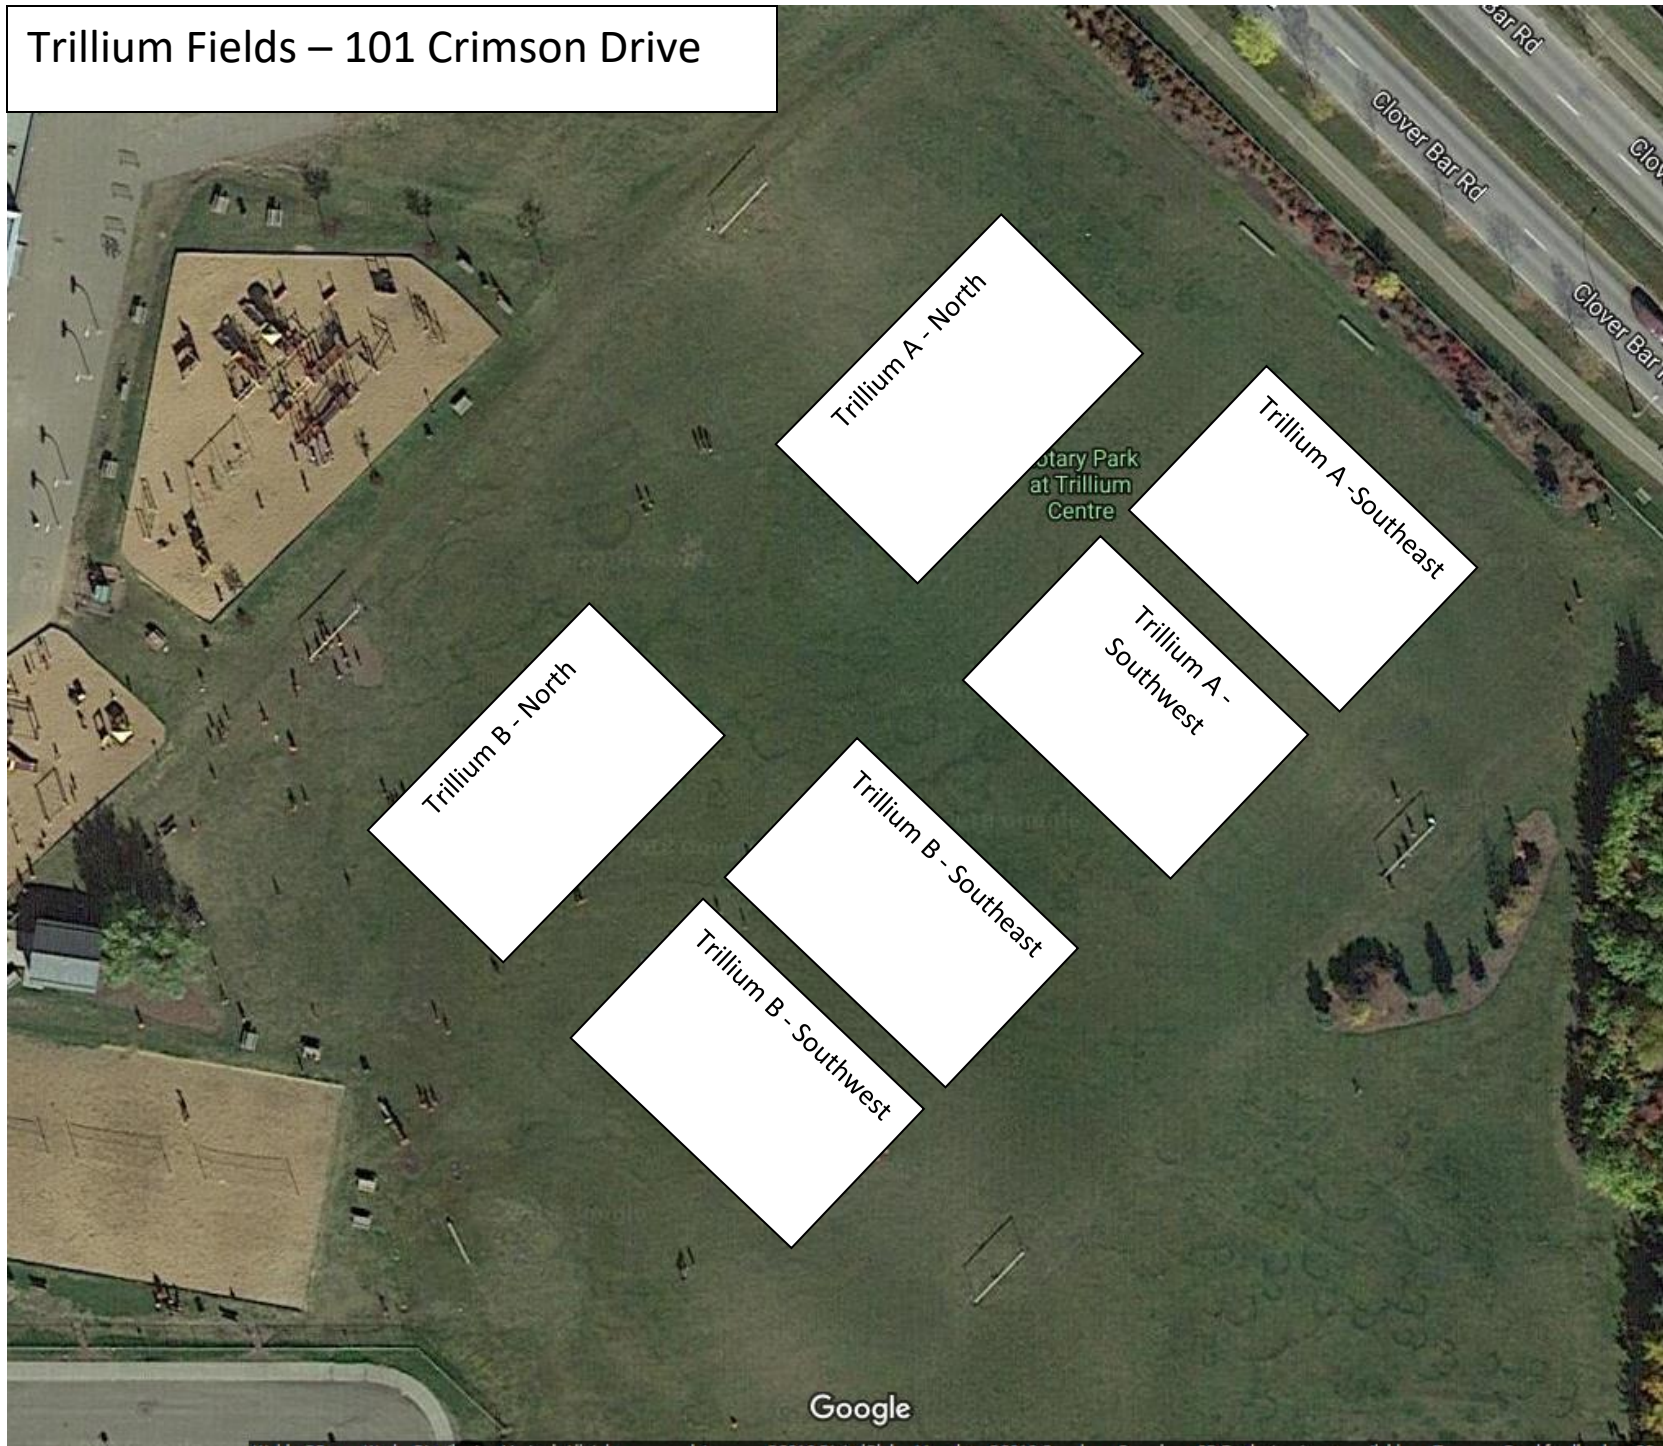 Trillium Fields – 101 Crimson Drive
Bar Rd
Clover Bar Rd
Clover Bar
Trillium A - North
otary Park
at Trillium
Centre
Trillium A -Southeast
Trillium A -
Southwest
Trillium B - North
Trillium B - Southeast
Trillium B - Southwest
Google